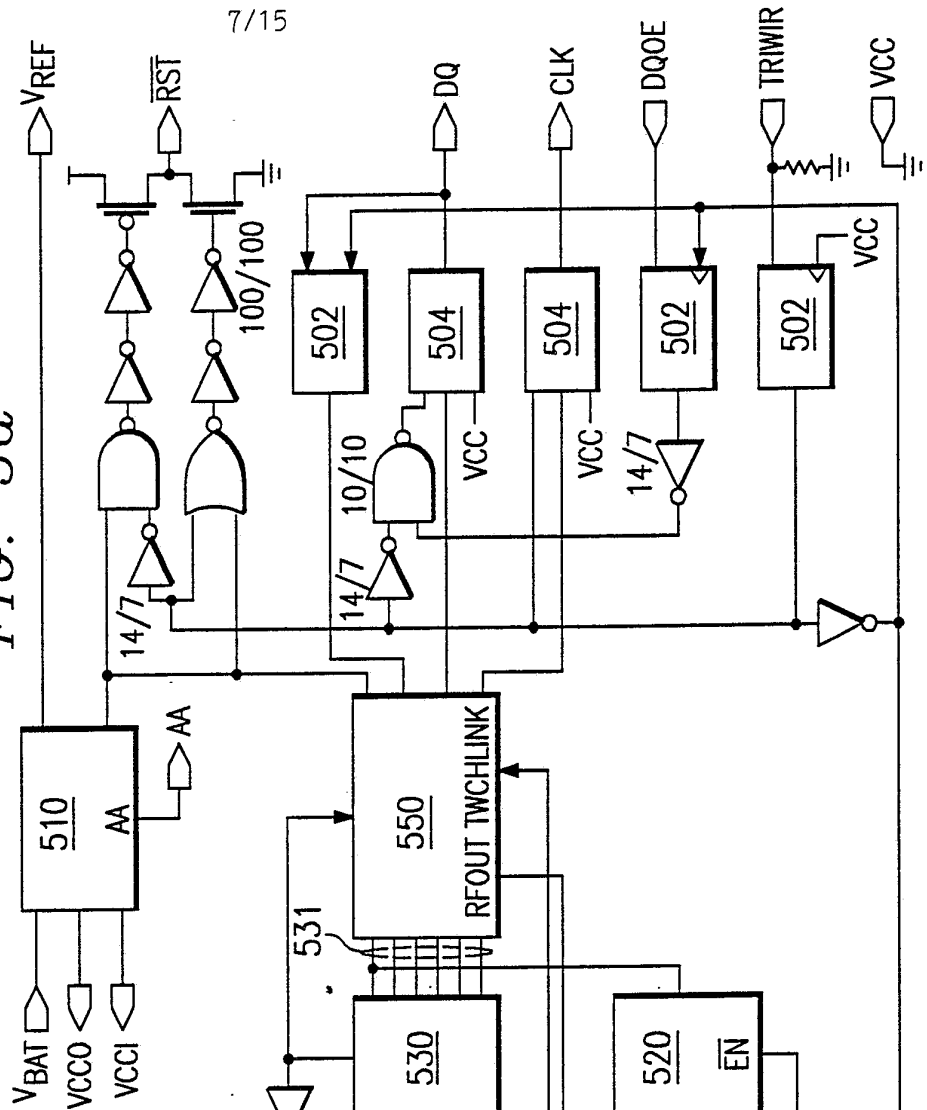 7/15
FIG. 5a
VREF
RST
DQ
CLK
DQOE
TRIWIR
VCC
100/100
502
504
504
502
502
VCC
10/10
VCC
VCC
14/7
14/7
14/7
510
AA
AA
550
RFOUT TWCHLINK
531
530
520
EN
VBAT
VCCO
VCCI